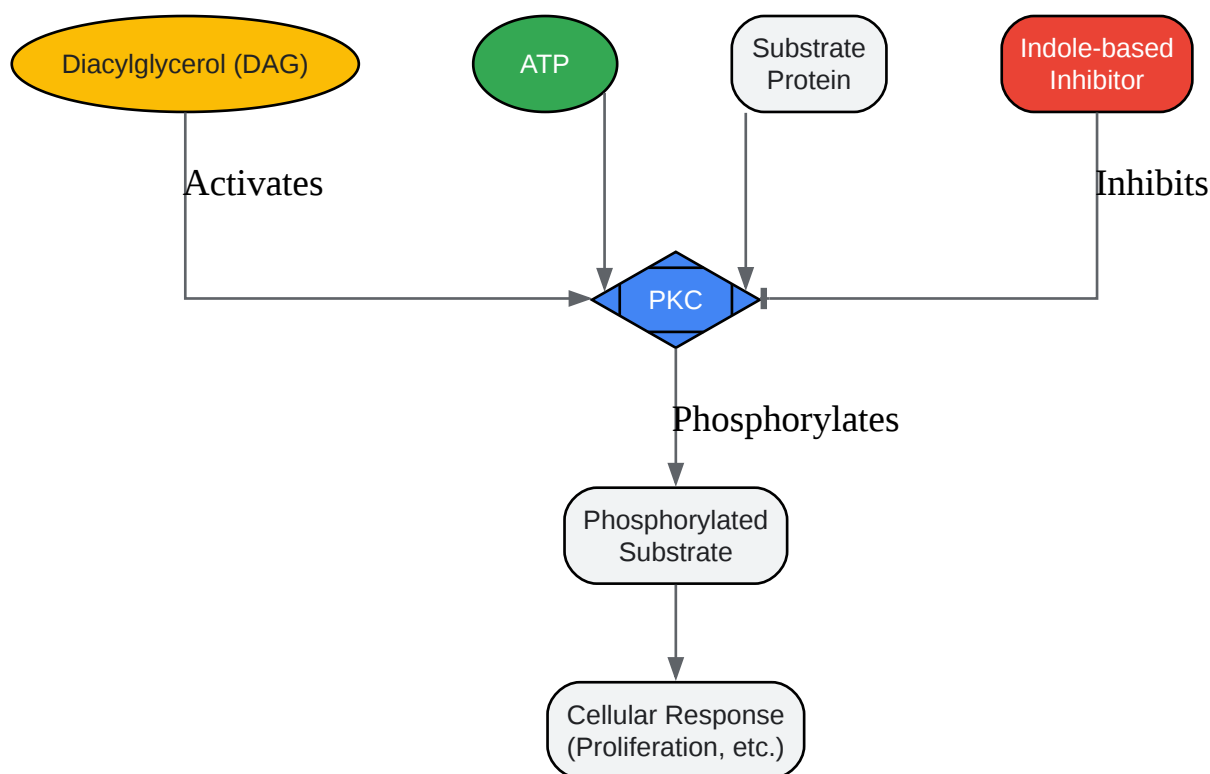 Diacylglycerol (DAG)
ATP
Substrate
Protein
Indole-based
Inhibitor
Activates
Inhibits
PKC
Phosphorylates
Phosphorylated
Substrate
Cellular Response
(Proliferation, etc.)